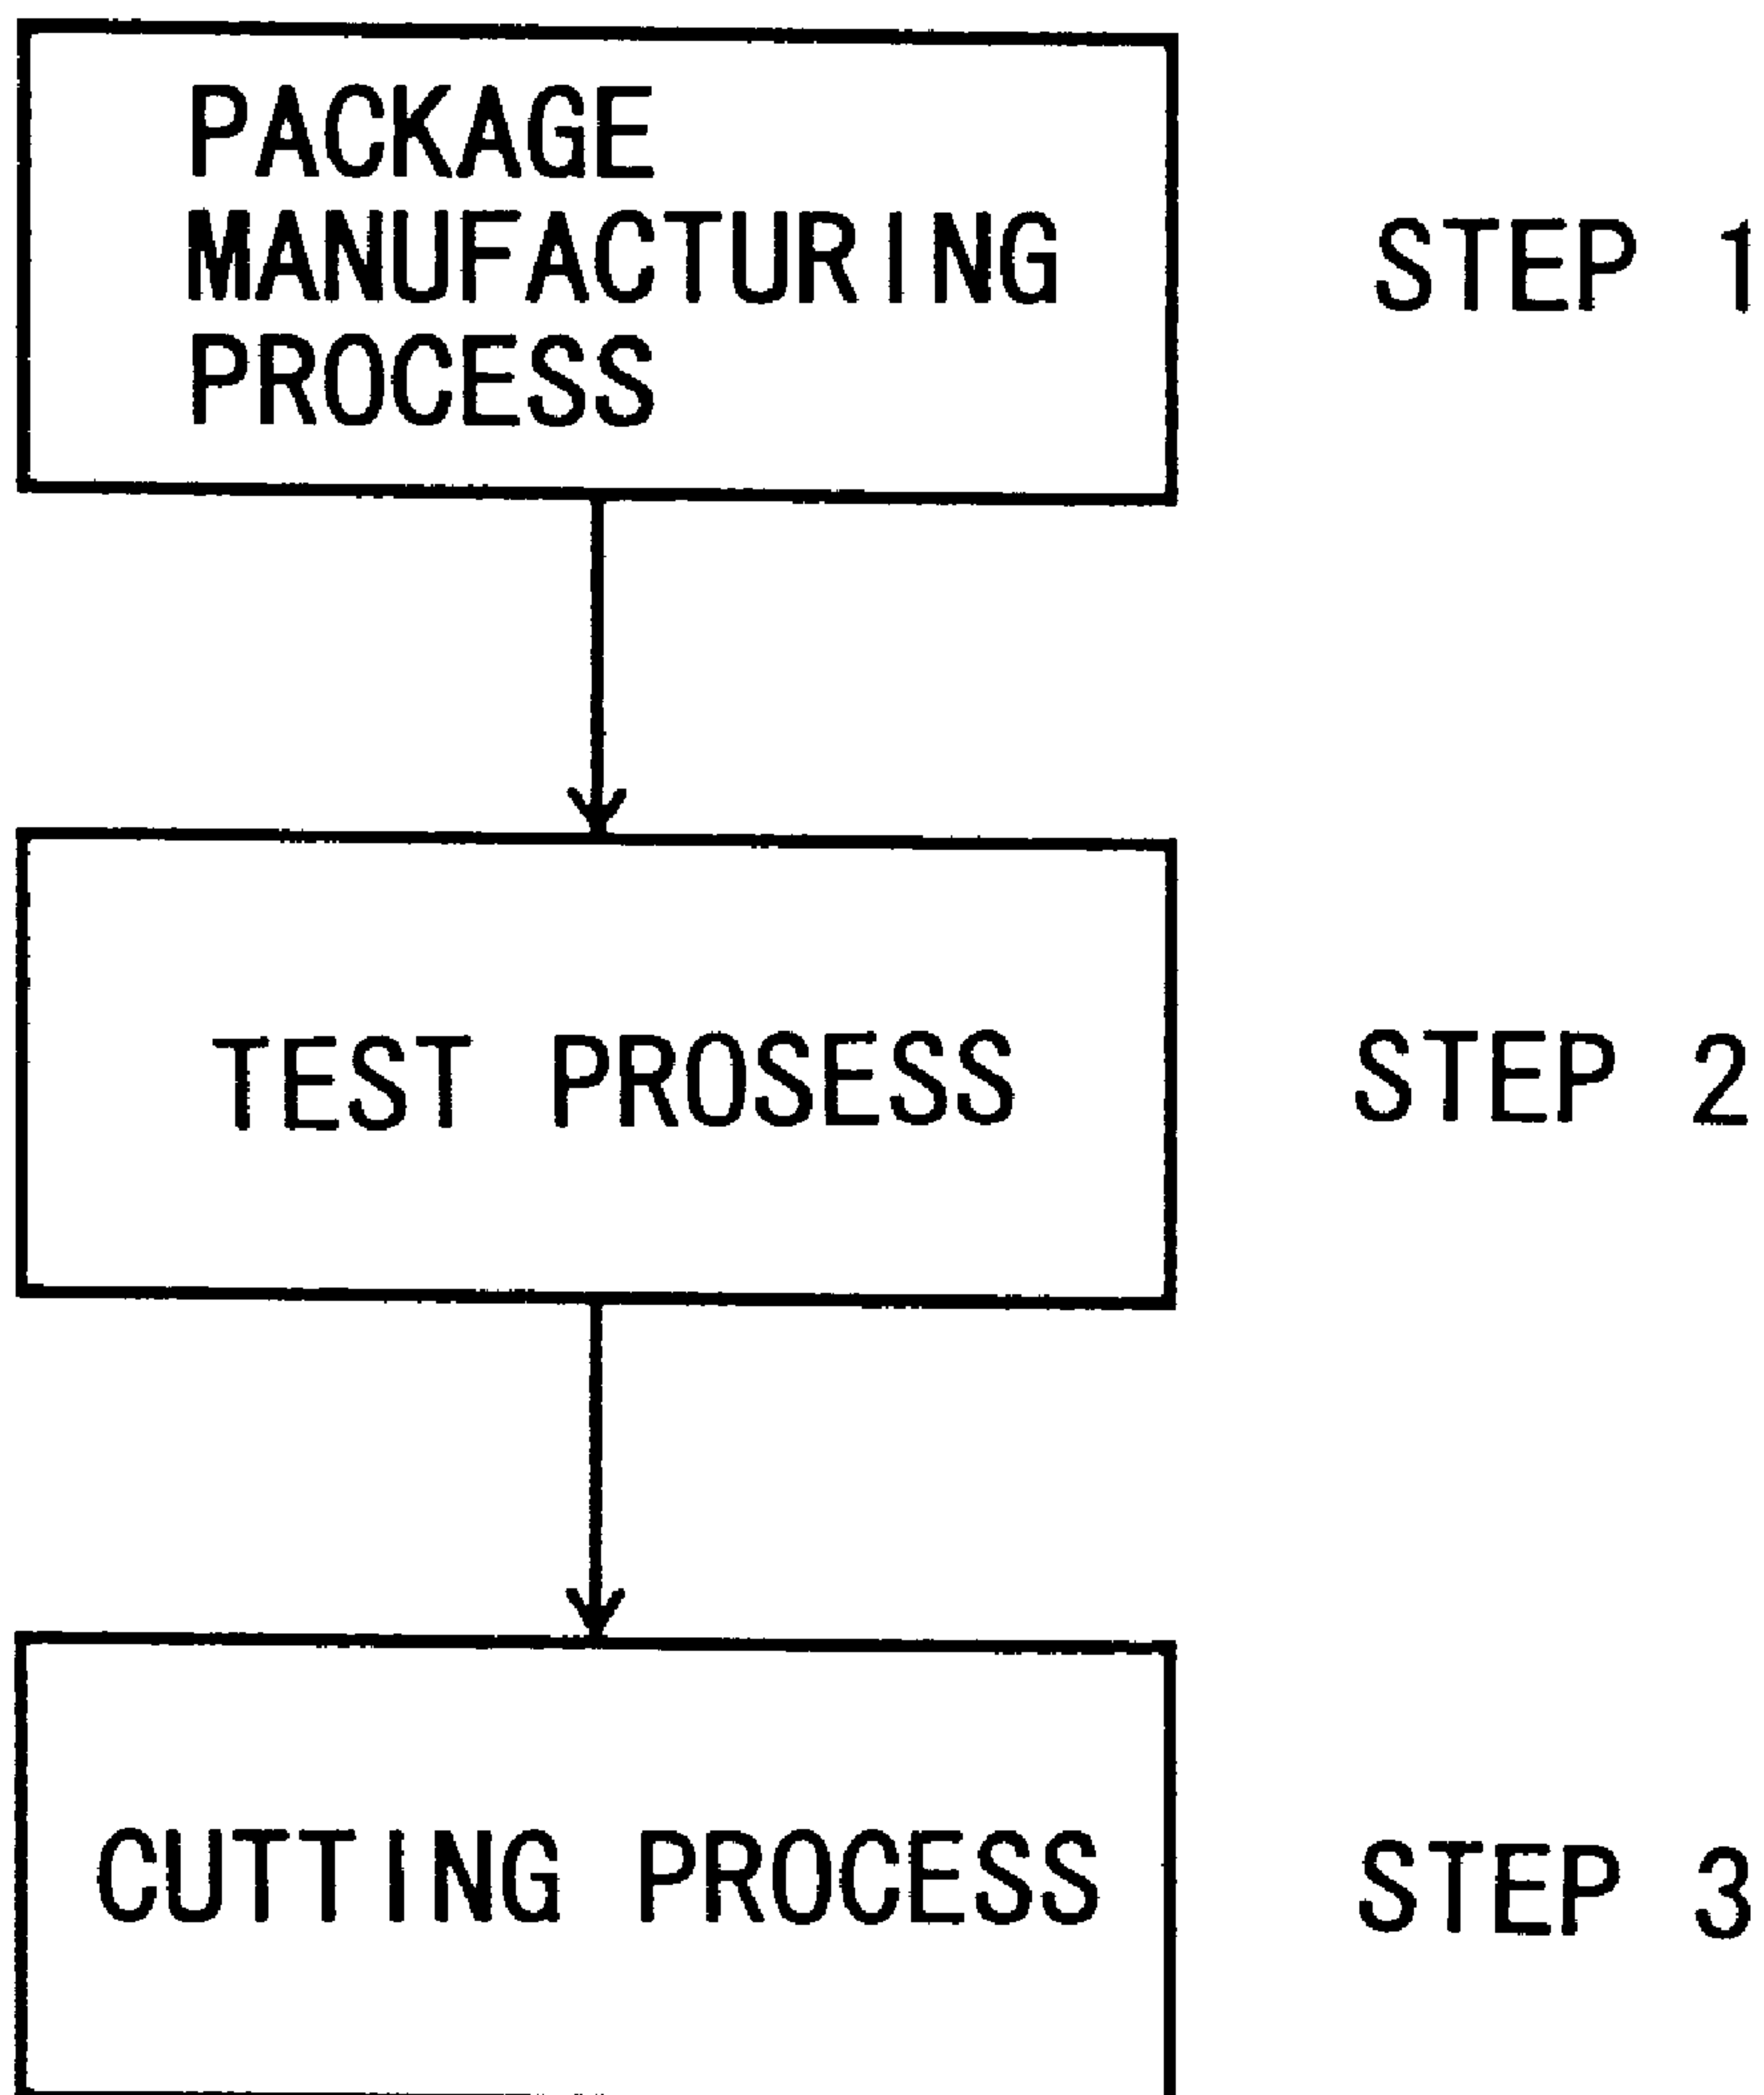 PACKAGE
MANUFACTURING
PROCESS
STEP 1
TEST PROSESS
STEP 2
CUTTING PROCESS
STEP 3